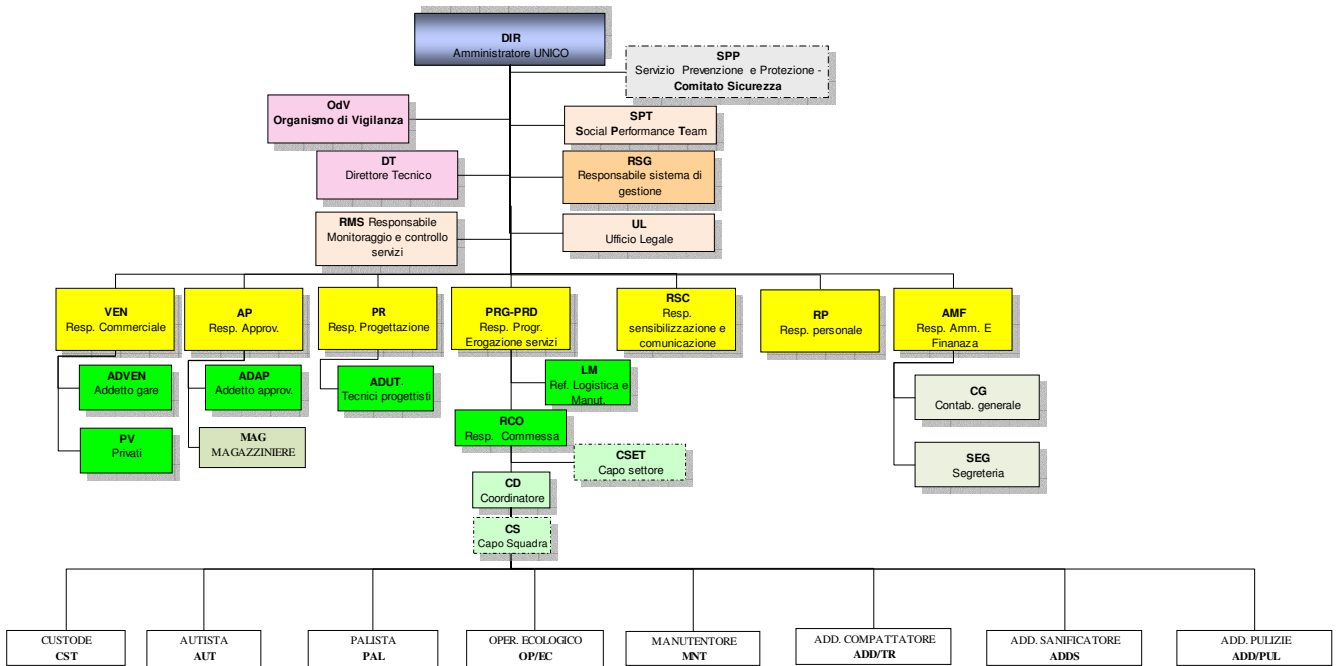 DIR
Amministratore UNICO
SPP
Servizio Prevenzione e Protezione -
Comitato Sicurezza
OdV
Organismo di Vigilanza
SPT
Social Performance Team
DT
Direttore Tecnico
RSG
Responsabile sistema di
gestione
RMS Responsabile
Monitoraggio e controllo
servizi
UL
Ufficio Legale
VEN
Resp. Commerciale
AP
Resp. Approv.
PR
Resp. Progettazione
PRG-PRD
Resp. Progr.
Erogazione servizi
RSC
Resp.
sensibilizzazione e
comunicazione
RP
Resp. personale
AMF
Resp. Amm. E
Finanaza
ADVEN
Addetto gare
ADAP
Addetto approv.
ADUT.
Tecnici progettisti
LM
Ref. Logistica e
Manut.
CG
Contab. generale
PV
Privati
MAG
MAGAZZINIERE
RCO
Resp. Commessa
CSET
Capo settore
SEG
Segreteria
CD
Coordinatore
CS
Capo Squadra
CUSTODE
CST
AUTISTA
AUT
PALISTA
PAL
OPER. ECOLOGICO
OP/EC
MANUTENTORE
MNT
ADD. COMPATTATORE
ADD/TR
ADD. SANIFICATORE
ADDS
ADD. PULIZIE
ADD/PUL